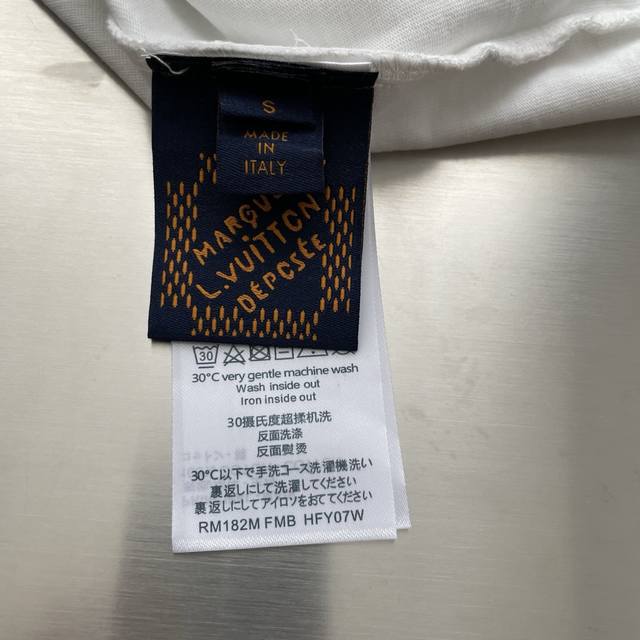 S
MADE
IN
ITALY
MARQUE
L.VUITTON
DÉPOSÉE
30
30°C very gentle machine wash
Wash inside out
Iron inside out
30摄氏度超揉机洗
反面洗涤
反面熨烫
30℃以下で手洗コース洗濯機洗い
裏返しにして洗濯してください
裏返しにしてアイロソをおててください
RM182M FMB HFY07W